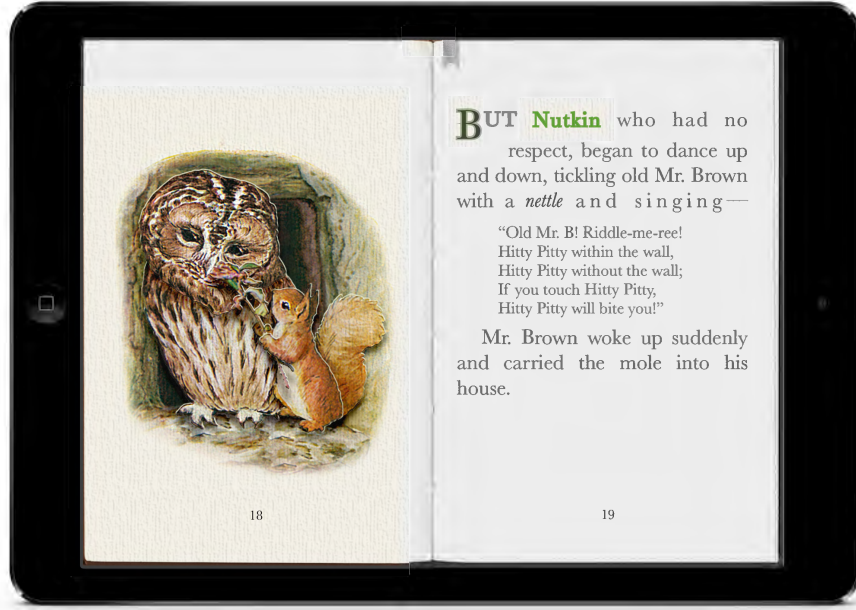 BUT Nutkin who had no
respect, began to dance up
and down, tickling old Mr. Brown
with a nettle and singing—
“Old Mr. B! Riddle-me-ree!
Hitty Pitty within the wall,
Hitty Pitty without the wall;
If you touch Hitty Pitty,
Hitty Pitty will bite you!”
Mr. Brown woke up suddenly
and carried the mole into his
house.
18
19